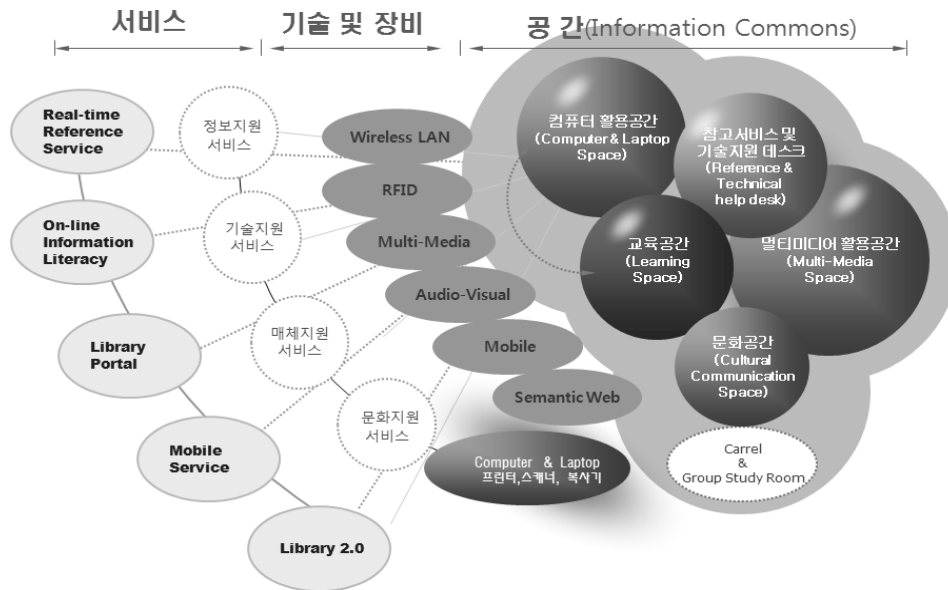 서비스
기술 및 장비
공 간(Information Commons)
Real-time
Reference
Service
On-line
Information
Literacy
Library
Portal
Mobile
Service
Library 2.0
정보지원
서비스
기술지원
서비스
매체지원
서비스
문화지원
서비스
Wireless LAN
RFID
Multi-Media
Audio-Visual
Mobile
Semantic Web
Computer & Laptop
프린터,스캐너, 복사기
컴퓨터 활용공간
(Computer & Laptop
Space)
참고서비스 및
기술지원 데스크
(Reference &
Technical
help desk)
교육공간
(Learning
Space)
멀티미디어 활용공간
(Multi-Media
Space)
문화공간
(Cultural
Communication
Space)
Carrel
&
Group Study Room